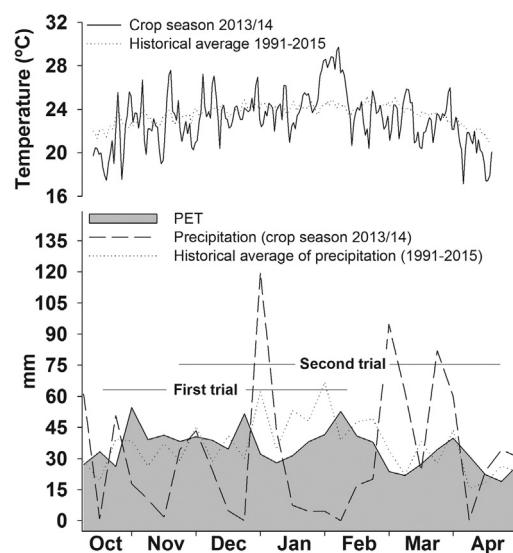 Crop season 2013/14
Historical average 1991-2015
Temperature (ºC)
32
28
24
20
16
PET
Precipitation (crop season 2013/14)
Historical average of precipitation (1991-2015)
mm
135
120
105
90
75
60
45
30
15
0
Second trial
First trial
Oct Nov Dec Jan Feb Mar Apr